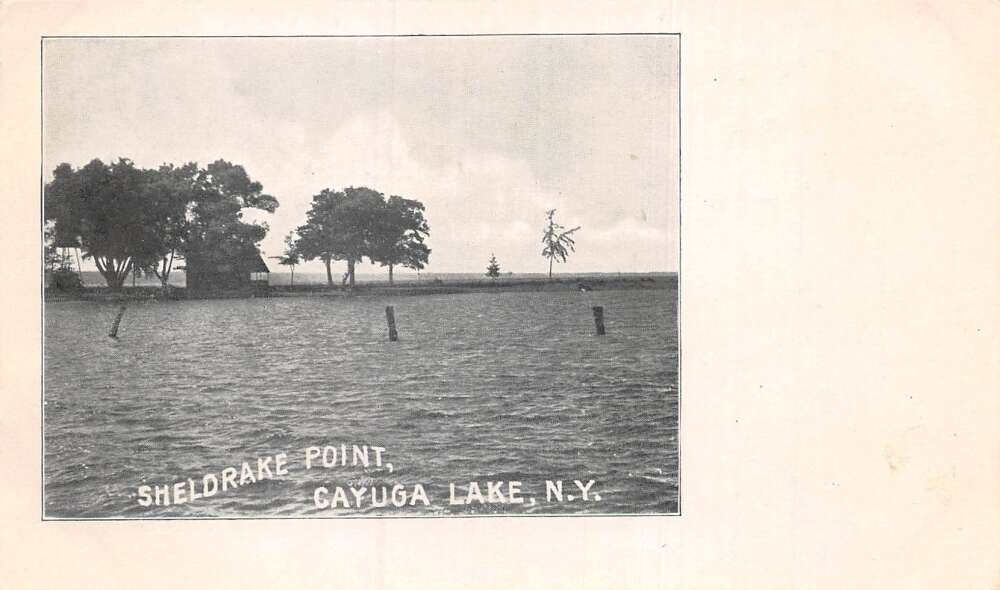 SHELDRAKE POINT,
CAYUGA LAKE, N.Y.